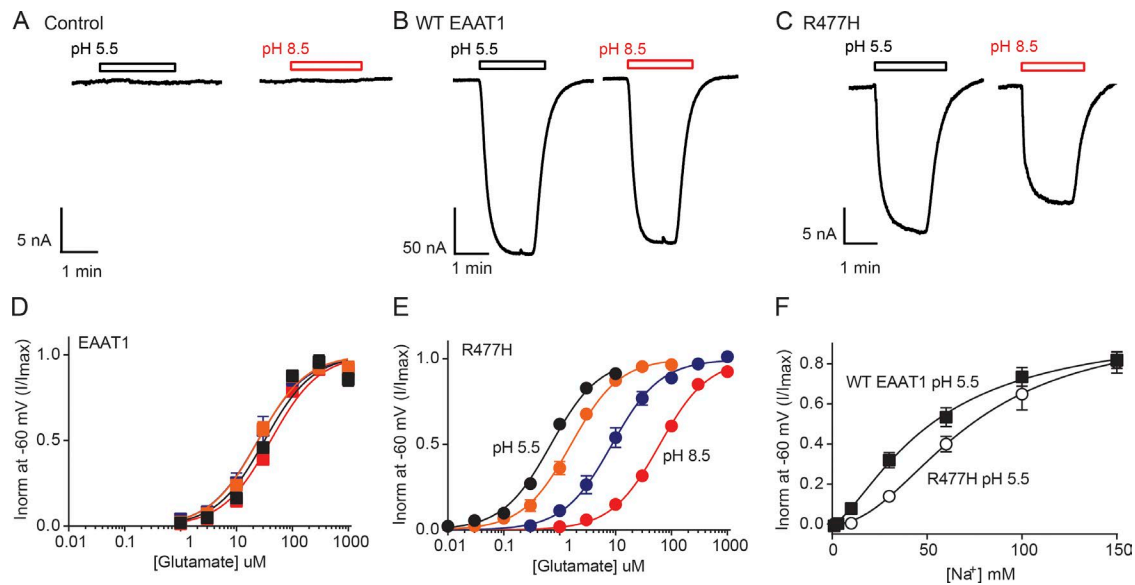 A Control
pH 5.5
pH 8.5
5 nA
1 min
B WT EAAT1
pH 5.5
pH 8.5
50 nA
1 min
C R477H
pH 5.5
pH 8.5
5 nA
1 min
D
EAAT1
Inorm at -60 mV (I/Imax)
1.0
0.5
0.0
0.01 0.1 1 10 100 1000
[Glutamate] uM
E
R477H
Inorm at -60 mV (I/Imax)
1.0
0.5
0.0
pH 5.5
pH 8.5
0.01 0.1 1 10 100 1000
[Glutamate] uM
F
Inorm at -60 mV (I/Imax)
0.8
0.6
0.4
0.2
0.0
WT EAAT1 pH 5.5
R477H pH 5.5
0 50 100 150
[Na⁺] mM